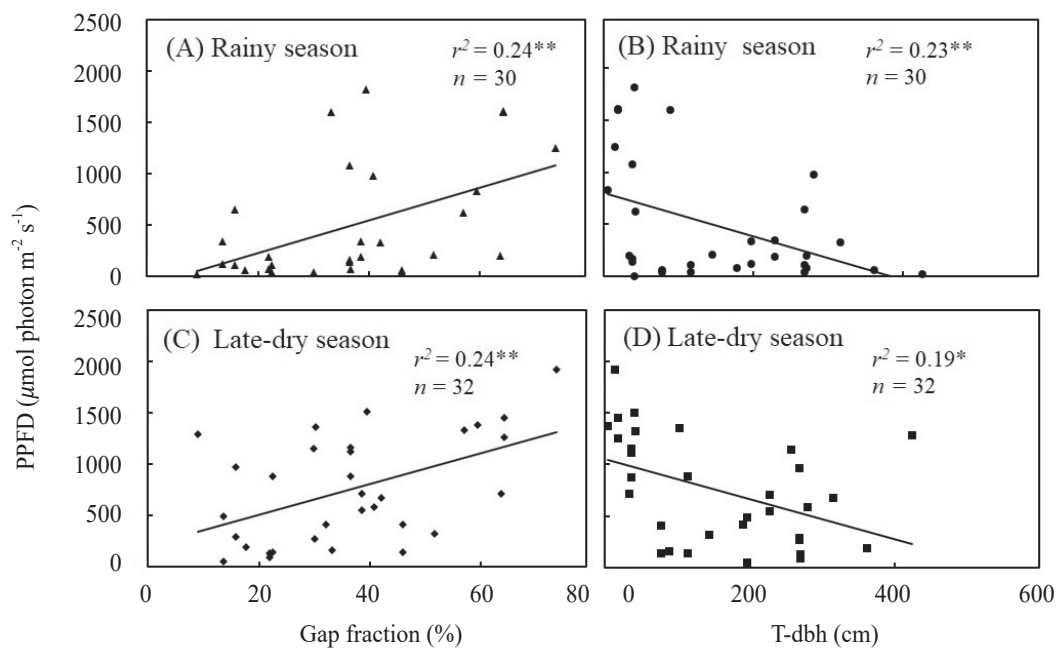 2500
2000
1500
1000
500
0
(A) Rainy season
r² = 0.24**
n = 30
(B) Rainy season
r² = 0.23**
n = 30
PPFD (μmol photon m⁻² s⁻¹)
2500
2000
1500
1000
500
0
(C) Late-dry season
r² = 0.24**
n = 32
(D) Late-dry season
r² = 0.19*
n = 32
0 20 40 60 80
0 200 400 600
Gap fraction (%)
T-dbh (cm)